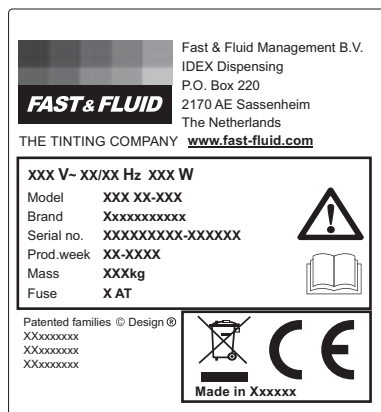 Fast & Fluid Management B.V.
IDEX Dispensing
P.O. Box 220
2170 AE Sassenheim
The Netherlands
FAST & FLUID
THE TINTING COMPANY www.fast-fluid.com
XXX V~ XX/XX Hz XXX W
Model XXX XX-XXX
Brand Xxxxxxxxxxx
Serial no. XXXXXXXXX-XXXXXX
Prod.week XX-XXXX
Mass XXXkg
Fuse X AT
Patented families © Design ®
XXxxxxxxx
XXxxxxxxx
XXxxxxxxx
CE
Made in Xxxxxx